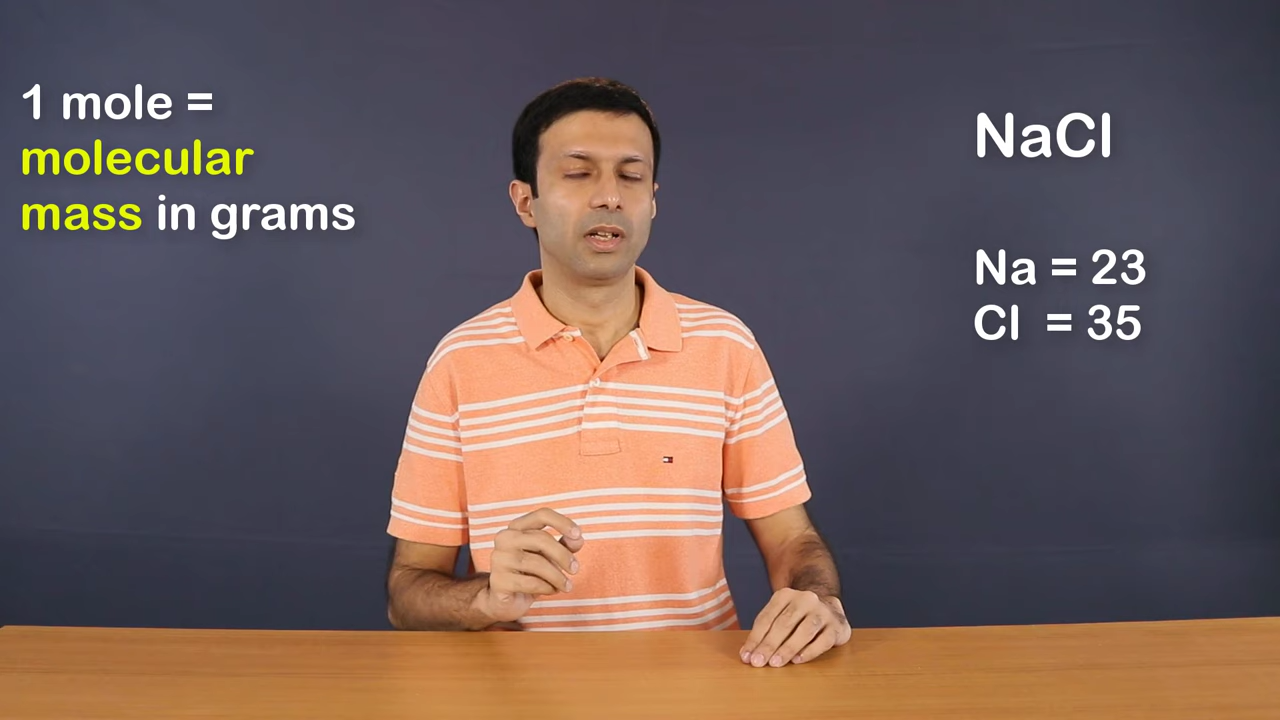 1 mole =
molecular
mass in grams
NaCl
Na = 23
Cl = 35